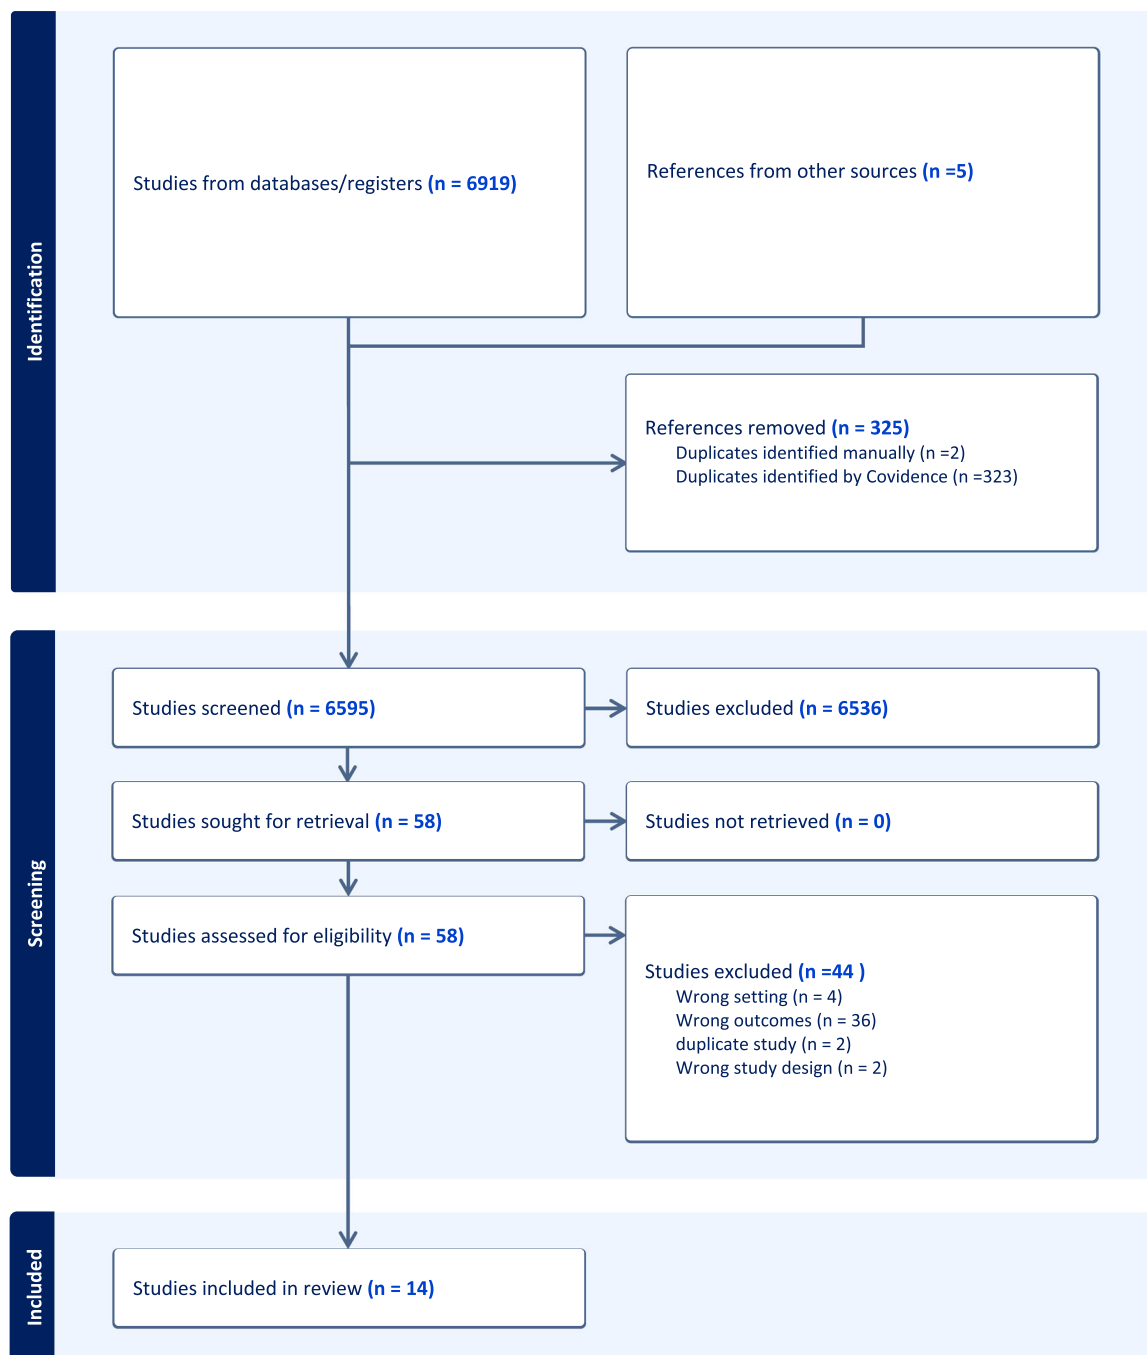 Identification
Studies from databases/registers (n = 6919)
References from other sources (n =5)
References removed (n = 325)
Duplicates identified manually (n =2)
Duplicates identified by Covidence (n =323)
Screening
Studies screened (n = 6595)
Studies excluded (n = 6536)
Studies sought for retrieval (n = 58)
Studies not retrieved (n = 0)
Studies assessed for eligibility (n = 58)
Studies excluded (n =44 )
Wrong setting (n = 4)
Wrong outcomes (n = 36)
duplicate study (n = 2)
Wrong study design (n = 2)
Included
Studies included in review (n = 14)